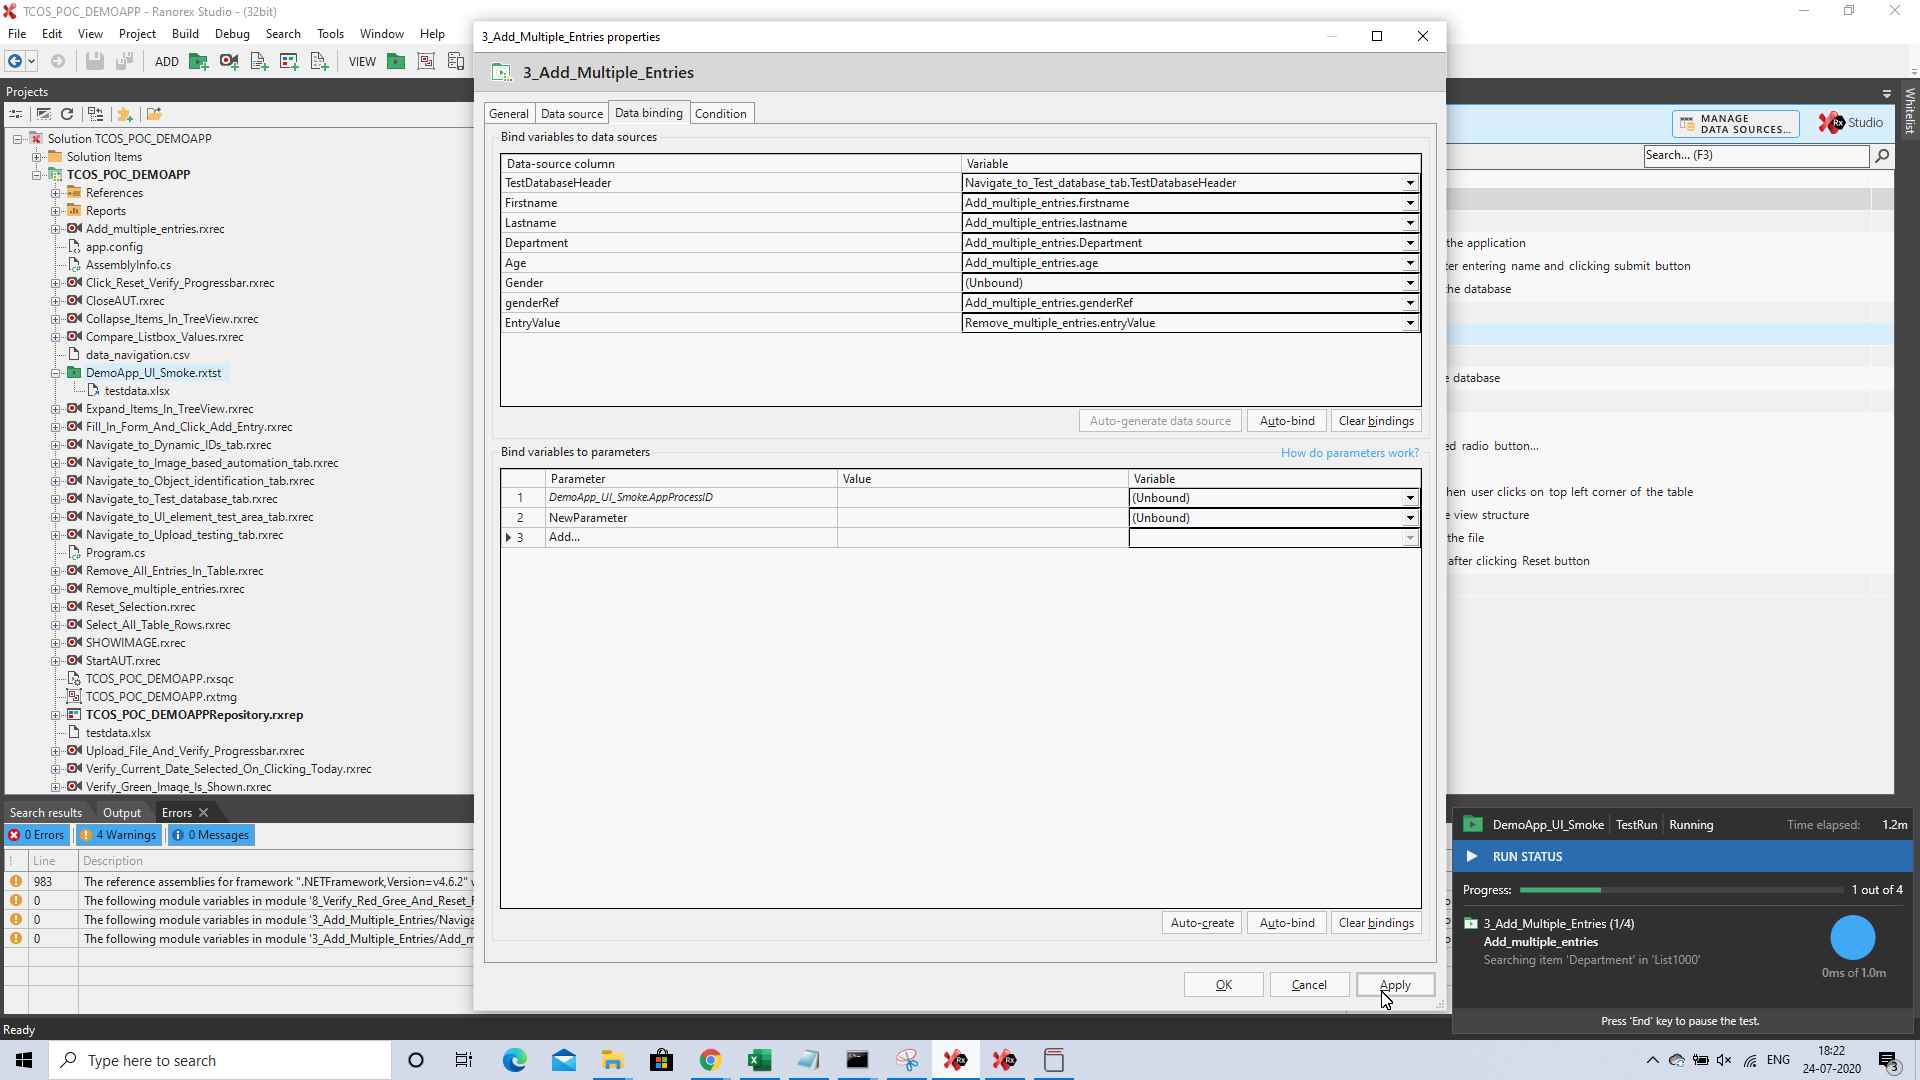 TCOS_POC_DEMOAPP - Ranorex Studio - (32bit)
File Edit View Project Build Debug Search Tools Window Help
ADD VIEW
Projects
Solution TCOS_POC_DEMOAPP
Solution Items
TCOS_POC_DEMOAPP
References
Reports
Add_multiple_entries.rxrec
app.config
AssemblyInfo.cs
Click_Reset_Verify_Progressbar.rxrec
CloseAUT.rxrec
Collapse_Items_In_TreeView.rxrec
Compare_Listbox_Values.rxrec
data_navigation.csv
DemoApp_UI_Smoke.rxtst
testdata.xlsx
Expand_Items_In_TreeView.rxrec
Fill_In_Form_And_Click_Add_Entry.rxrec
Navigate_to_Dynamic_IDs_tab.rxrec
Navigate_to_Image_based_automation_tab.rxrec
Navigate_to_Object_identification_tab.rxrec
Navigate_to_Test_database_tab.rxrec
Navigate_to_UI_element_test_area_tab.rxrec
Navigate_to_Upload_testing_tab.rxrec
Program.cs
Remove_All_Entries_In_Table.rxrec
Remove_multiple_entries.rxrec
Reset_Selection.rxrec
Select_All_Table_Rows.rxrec
SHOWIMAGE.rxrec
StartAUT.rxrec
TCOS_POC_DEMOAPP.rxsqc
TCOS_POC_DEMOAPP.rxtmg
TCOS_POC_DEMOAPPRepository.rxrep
testdata.xlsx
Upload_File_And_Verify_Progressbar.rxrec
Verify_Current_Date_Selected_On_Clicking_Today.rxrec
Verify_Green_Image_Is_Shown.rxrec
Search results Output Errors
0 Errors 4 Warnings 0 Messages
! Line Description
983 The reference assemblies for framework ".NETFramework,Version=v4.6.2"
0 The following module variables in module '8_Verify_Red_Gree_And_Reset_
0 The following module variables in module '3_Add_Multiple_Entries/Naviga
0 The following module variables in module '3_Add_Multiple_Entries/Add_m
Ready
3_Add_Multiple_Entries properties
3_Add_Multiple_Entries
General Data source Data binding Condition
Bind variables to data sources
Data-source column Variable
TestDatabaseHeader Navigate_to_Test_database_tab.TestDatabaseHeader
Firstname Add_multiple_entries.firstname
Lastname Add_multiple_entries.lastname
Department Add_multiple_entries.Department
Age Add_multiple_entries.age
Gender (Unbound)
genderRef Add_multiple_entries.genderRef
EntryValue Remove_multiple_entries.entryValue
Auto-generate data source Auto-bind Clear bindings
Bind variables to parameters How do parameters work?
Parameter Value Variable
1 DemoApp_UI_Smoke.AppProcessID (Unbound)
2 NewParameter (Unbound)
3 Add...
Auto-create Auto-bind Clear bindings
OK Cancel Apply
Whitelist
MANAGE
DATA SOURCES...
Rx Studio
Search... (F3)
the application
ter entering name and clicking submit button
he database
e database
ed radio button...
hen user clicks on top left corner of the table
e view structure
the file
after clicking Reset button
DemoApp_UI_Smoke TestRun Running Time elapsed: 1.2m
RUN STATUS
Progress: 1 out of 4
3_Add_Multiple_Entries (1/4)
Add_multiple_entries
Searching item 'Department' in 'List1000'
0ms of 1.0m
Press 'End' key to pause the test.
Type here to search
ENG
18:22
24-07-2020
3